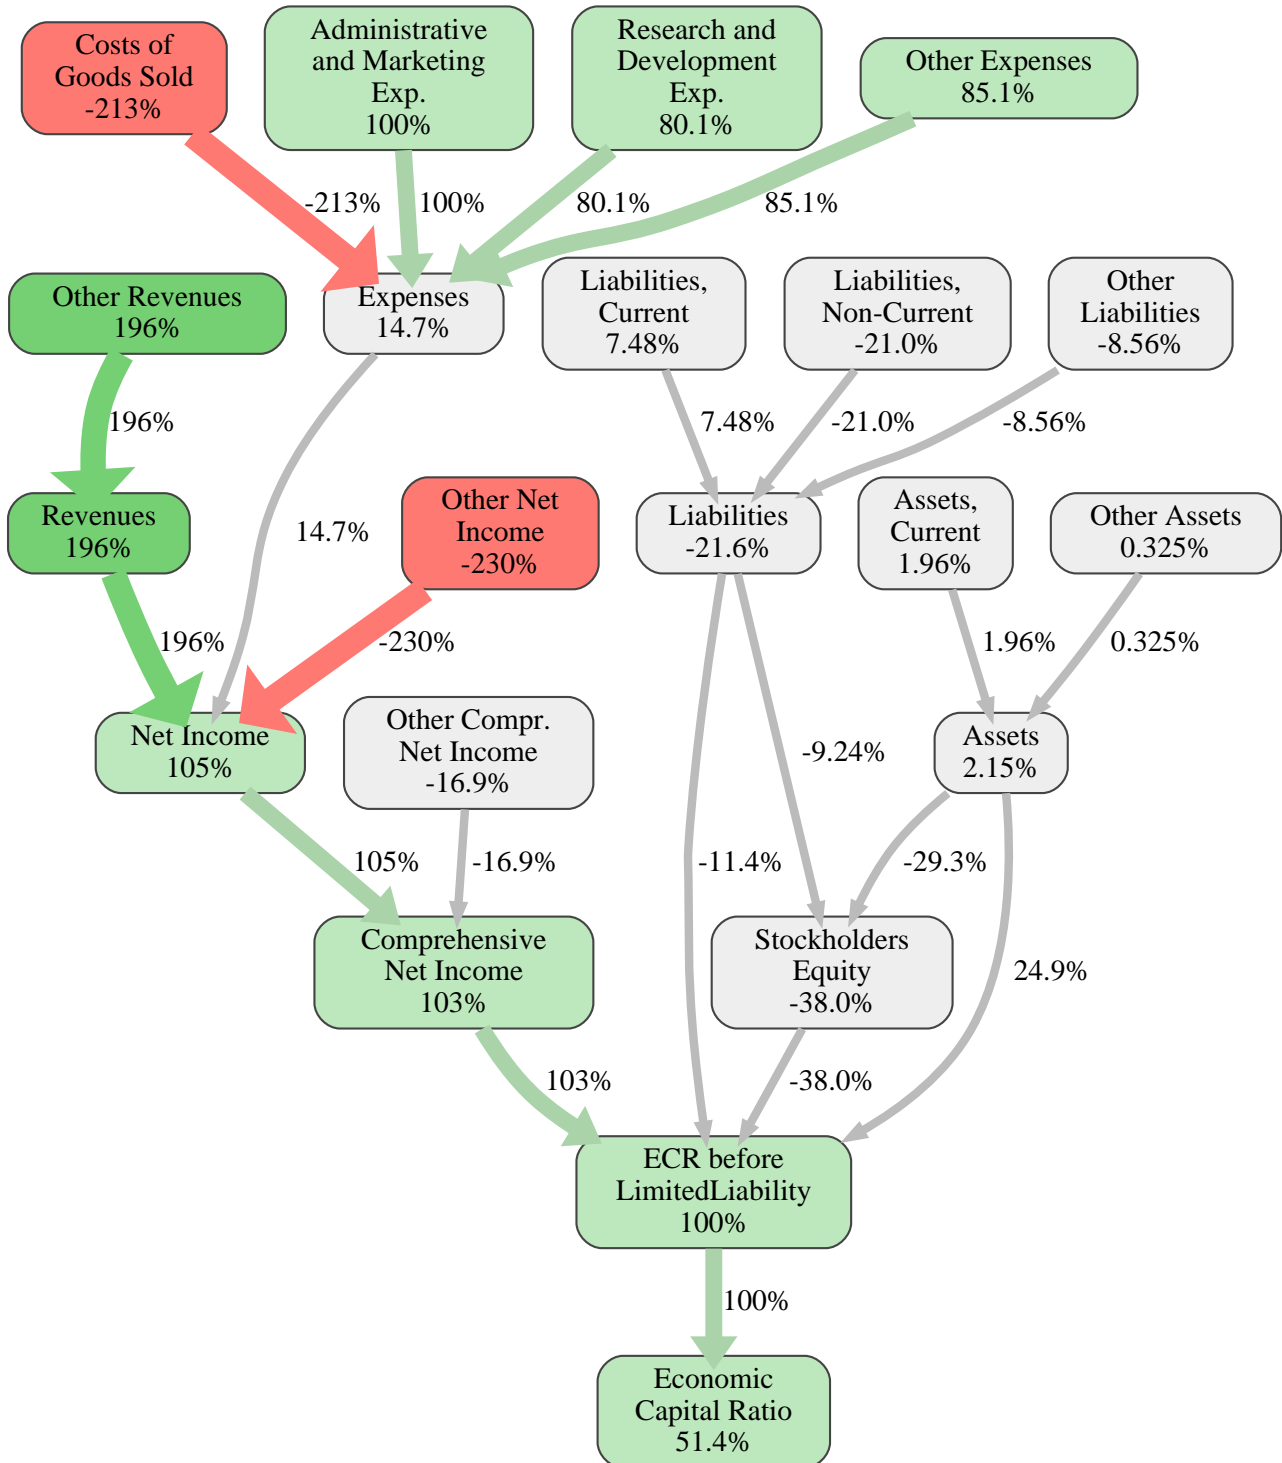 Costs of
Goods Sold
-213%
Administrative
and Marketing
Exp.
100%
Research and
Development
Exp.
80.1%
Other Expenses
85.1%
-213%
100%
80.1%
85.1%
Other Revenues
196%
Expenses
14.7%
Liabilities,
Current
7.48%
Liabilities,
Non-Current
-21.0%
Other
Liabilities
-8.56%
196%
7.48%
-21.0%
-8.56%
Revenues
196%
14.7%
Other Net
Income
-230%
Liabilities
-21.6%
Assets,
Current
1.96%
Other Assets
0.325%
196%
-230%
1.96%
0.325%
Net Income
105%
Other Compr.
Net Income
-16.9%
-9.24%
Assets
2.15%
105%
-16.9%
-11.4%
-29.3%
Comprehensive
Net Income
103%
Stockholders
Equity
-38.0%
24.9%
103%
-38.0%
ECR before
LimitedLiability
100%
100%
Economic
Capital Ratio
51.4%